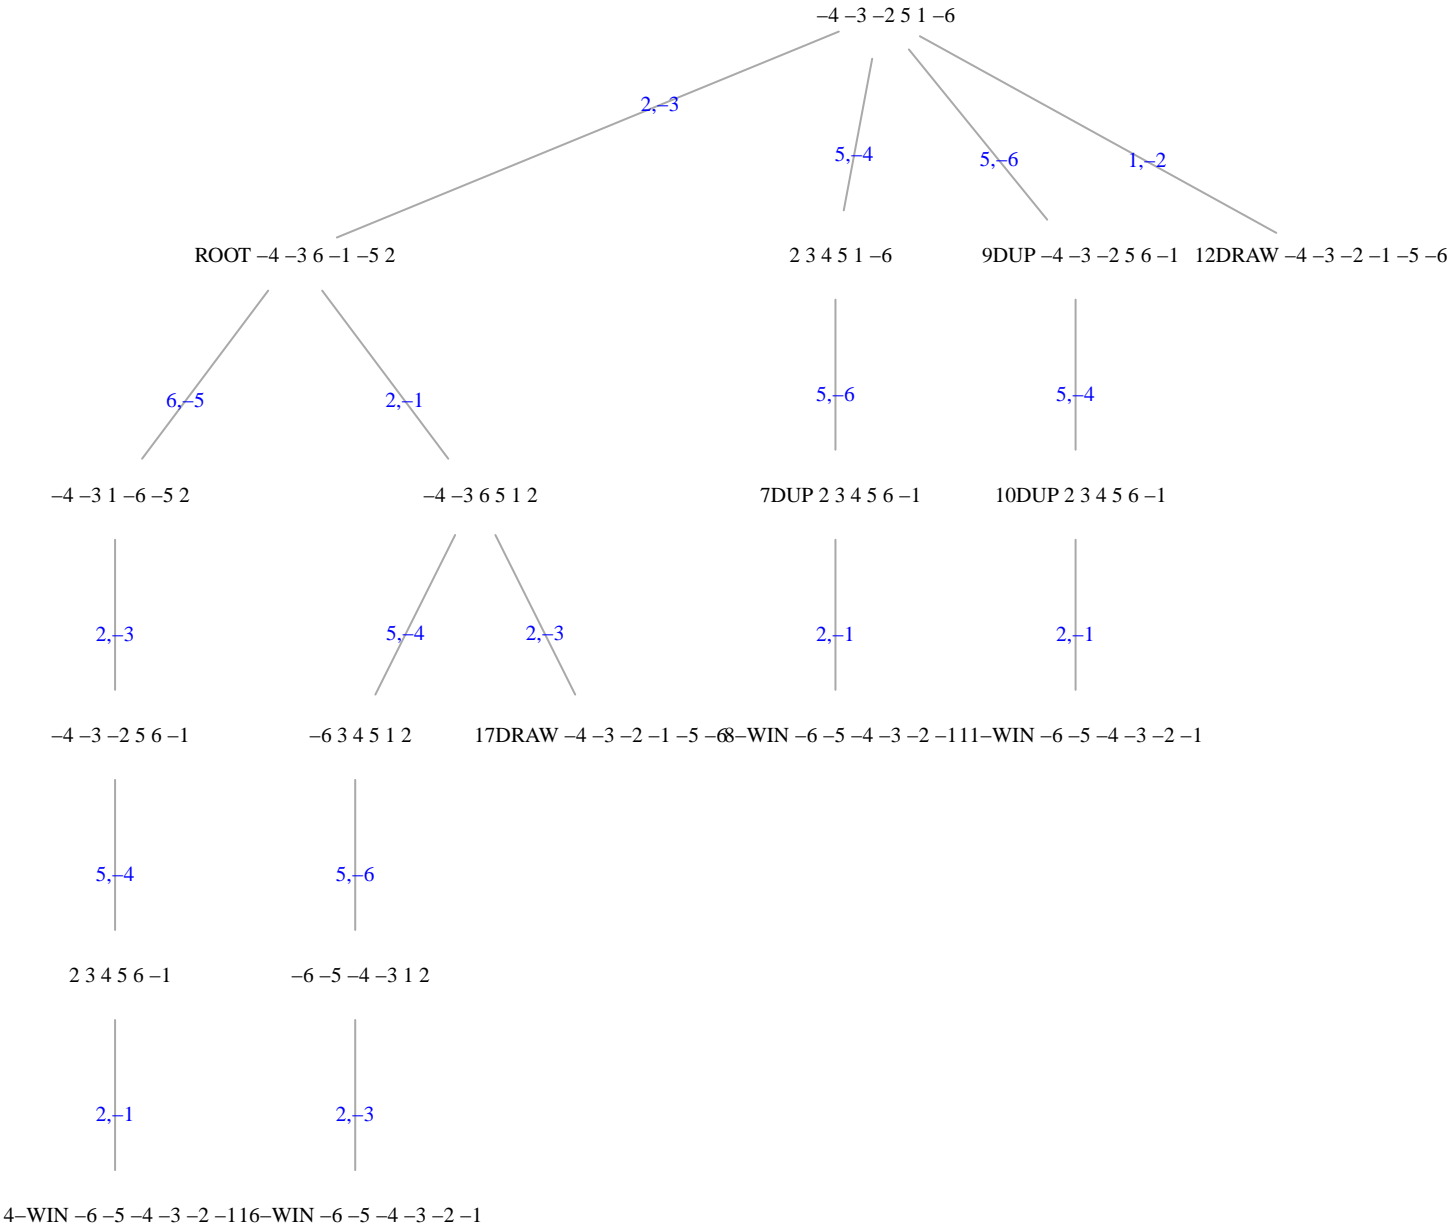 –4 –3 –2 5 1 –6
2,–3
5,–4
5,–6
1,–2
ROOT –4 –3 6 –1 –5 2
2 3 4 5 1 –6
9DUP –4 –3 –2 5 6 –1
12DRAW –4 –3 –2 –1 –5 –6
6,–5
2,–1
5,–6
5,–4
–4 –3 1 –6 –5 2
–4 –3 6 5 1 2
7DUP 2 3 4 5 6 –1
10DUP 2 3 4 5 6 –1
2,–3
5,–4
2,–3
2,–1
2,–1
–4 –3 –2 5 6 –1
–6 3 4 5 1 2
17DRAW –4 –3 –2 –1 –5 –6
8–WIN –6 –5 –4 –3 –2 –1
11–WIN –6 –5 –4 –3 –2 –1
5,–4
5,–6
2 3 4 5 6 –1
–6 –5 –4 –3 1 2
2,–1
2,–3
4–WIN –6 –5 –4 –3 –2 –1
16–WIN –6 –5 –4 –3 –2 –1